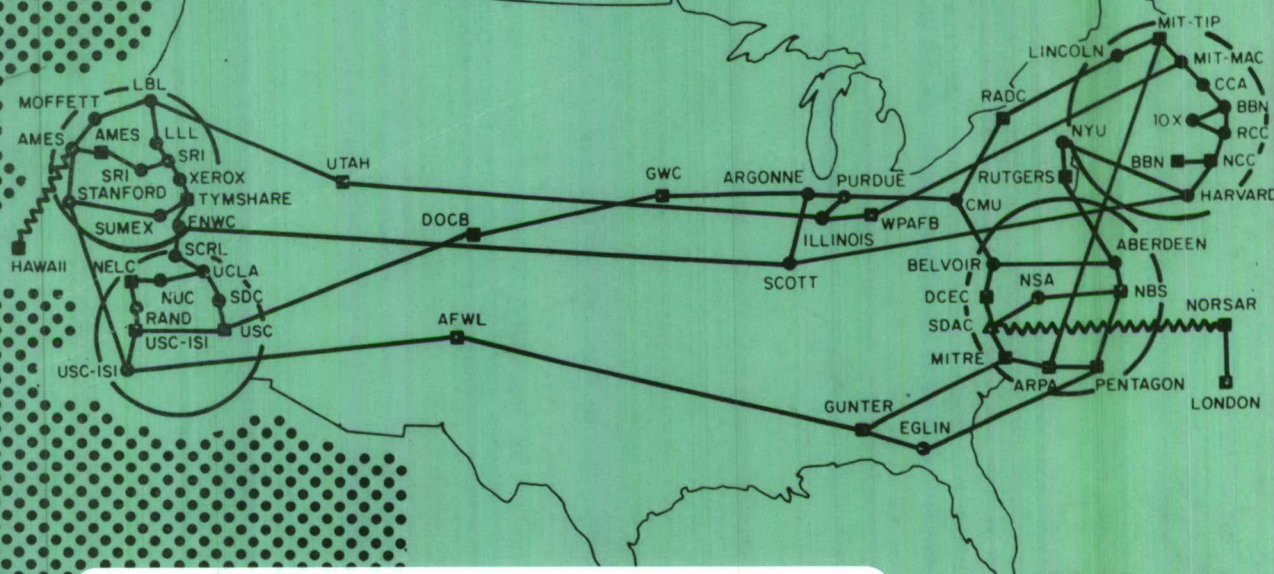 MIT-TIP
LINCOLN
MIT-MAC
LBL
CCA
MOFFETT
RADC
BBN
10X
AMES
AMES
LLL
NYU
RCC
SRI
UTAH
BBN
NCC
SRI
XEROX
GWC
ARGONNE
PURDUE
RUTGERS
STANFORD
TYMSHARE
HARVARD
CMU
DOCB
WPAFB
SUMEX
FNWC
ILLINOIS
ABERDEEN
SCRL
HAWAII
NELC
UCLA
BELVOIR
SCOTT
NSA
NUC
SDC
DCEC
NBS
NORSAR
RAND
AFWL
SDAC
USC
USC-ISI
MITRE
USC-ISI
ARPA
PENTAGON
LONDON
GUNTER
EGLIN